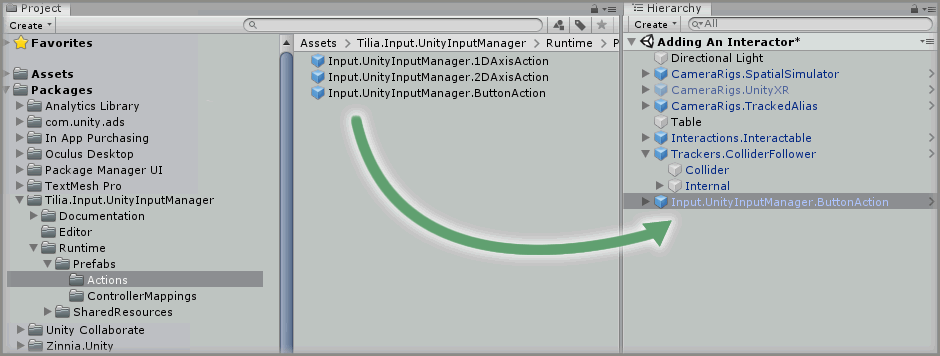 Project
Create
Favorites
Assets
Packages
Analytics Library
com.unity.ads
In App Purchasing
Oculus Desktop
Package Manager UI
TextMesh Pro
Tilia.Input.UnityInputManager
Documentation
Editor
Runtime
Prefabs
Actions
ControllerMappings
SharedResources
Unity Collaborate
Zinnia.Unity
Assets > Tilia.Input.UnityInputManager > Runtime > P
Input.UnityInputManager.1DAxisAction
Input.UnityInputManager.2DAxisAction
Input.UnityInputManager.ButtonAction
Hierarchy
Create All
Adding An Interactor*
Directional Light
CameraRigs.SpatialSimulator
CameraRigs.UnityXR
CameraRigs.TrackedAlias
Table
Interactions.Interactable
Trackers.ColliderFollower
Collider
Internal
Input.UnityInputManager.ButtonAction